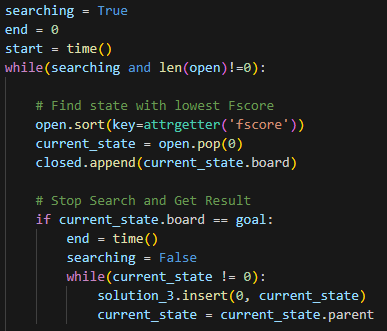 searching = True
end = 0
start = time()
while(searching and len(open)!=0):
# Find state with lowest Fscore
open.sort(key=attrgetter('fscore'))
current_state = open.pop(0)
closed.append(current_state.board)
# Stop Search and Get Result
if current_state.board == goal:
end = time()
searching = False
while(current_state != 0):
solution_3.insert(0, current_state)
current_state = current_state.parent